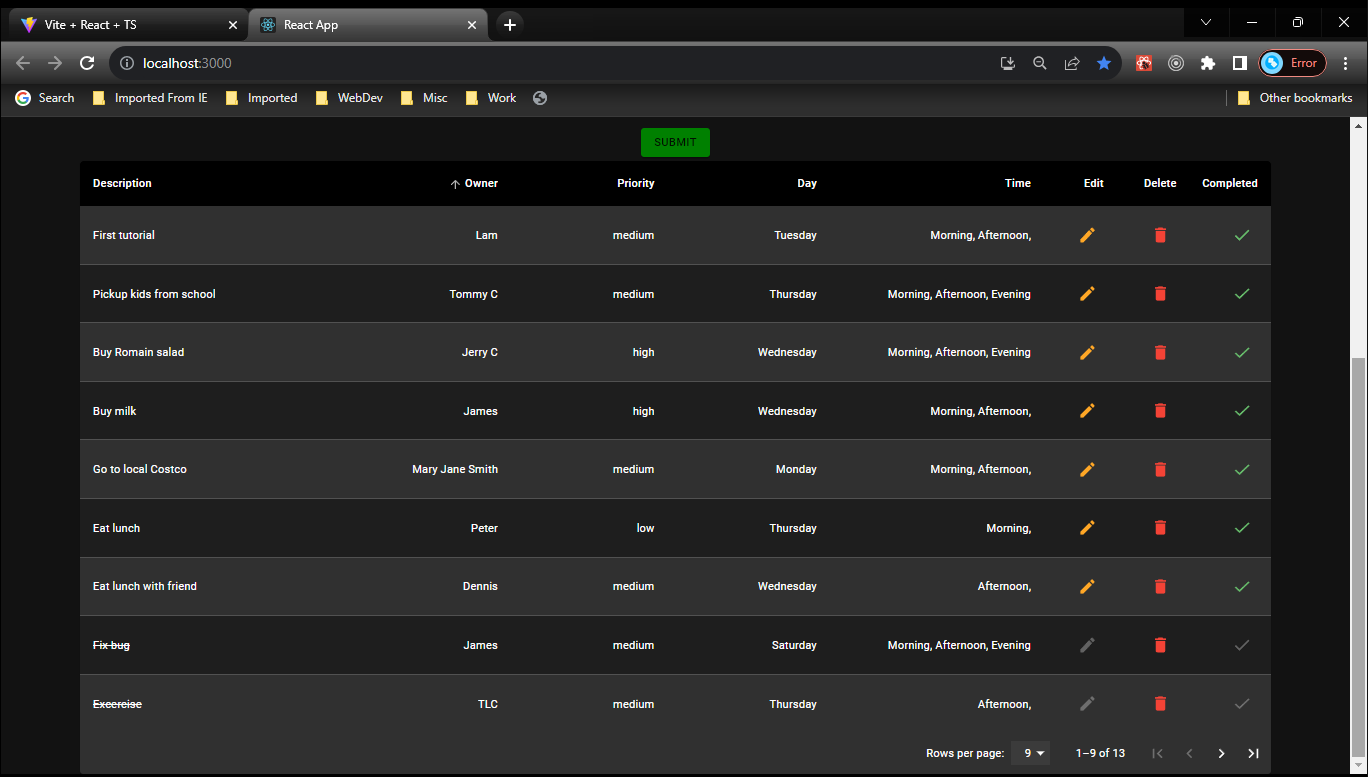 Vite + React + TS React App
localhost:3000 Error
Search Imported From IE Imported WebDev Misc Work Other bookmarks
SUBMIT
Description Owner Priority Day Time Edit Delete Completed
First tutorial Lam medium Tuesday Morning, Afternoon,
Pickup kids from school Tommy C medium Thursday Morning, Afternoon, Evening
Buy Romain salad Jerry C high Wednesday Morning, Afternoon, Evening
Buy milk James high Wednesday Morning, Afternoon,
Go to local Costco Mary Jane Smith medium Monday Morning, Afternoon,
Eat lunch Peter low Thursday Morning,
Eat lunch with friend Dennis medium Wednesday Afternoon,
Fix bug James medium Saturday Morning, Afternoon, Evening
Excercise TLC medium Thursday Afternoon,
Rows per page: 9 1–9 of 13